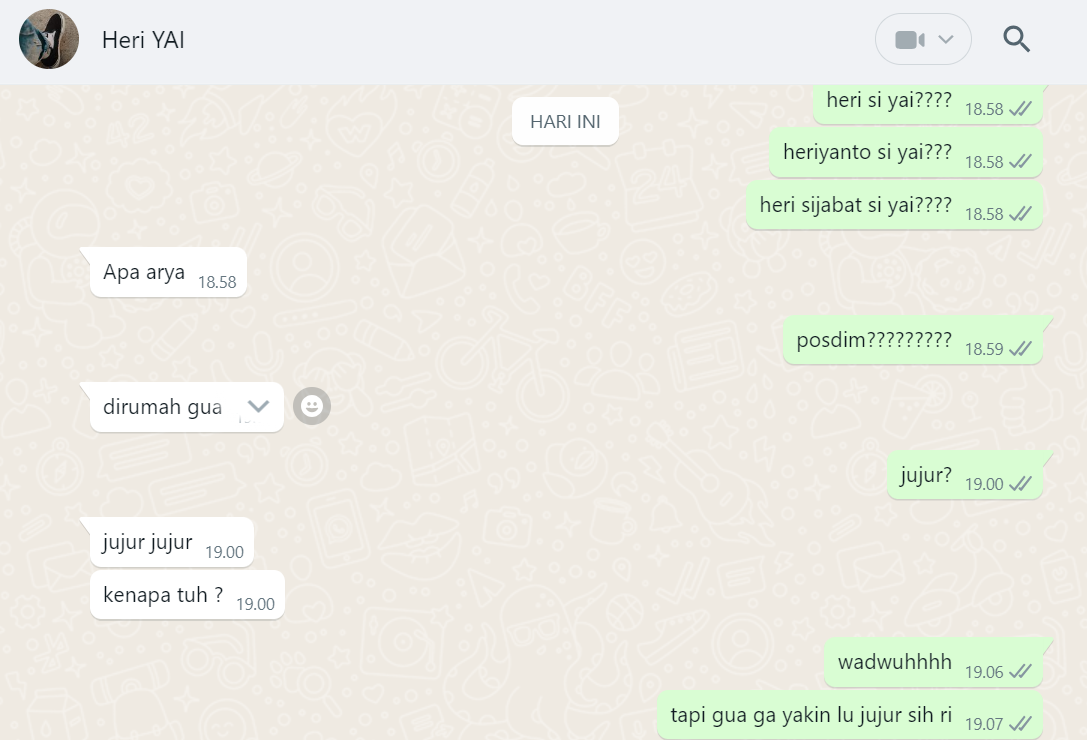 Heri YAI
heri si yai???? 18.58
HARI INI
heriyanto si yai??? 18.58
heri sijabat si yai???? 18.58
Apa arya 18.58
posdim????????? 18.59
dirumah gua
jujur? 19.00
jujur jujur 19.00
kenapa tuh ? 19.00
wadwuhhhh 19.06
tapi gua ga yakin lu jujur sih ri 19.07